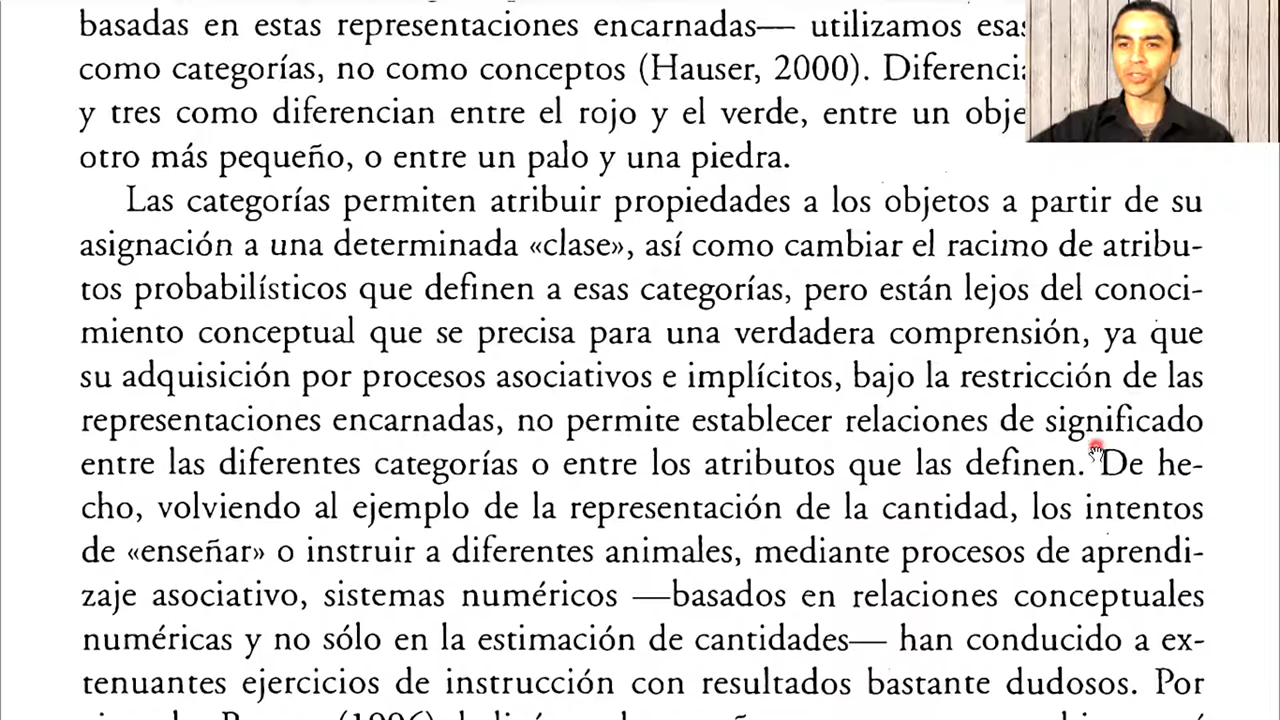 basadas en estas representaciones encarnadas— utilizamos esas
como categorías, no como conceptos (Hauser, 2000).
y tres como diferencian entre el rojo y el verde, entre un
otro más pequeño, o entre un palo y una piedra.
Las categorías permiten atribuir propiedades a los objetos a partir de su
asignación a una determinada «clase», así como cambiar el racimo de atribu-
tos probabilísticos que definen a esas categorías, pero están lejos del conoci-
miento conceptual que se precisa para una verdadera comprensión, ya que
su adquisición por procesos asociativos e implícitos, bajo la restricción de las
representaciones encarnadas, no permite establecer relaciones de significado
entre las diferentes categorías o entre los atributos que las definen. De he-
cho, volviendo al ejemplo de la representación de la cantidad, los intentos
de «enseñar» o instruir a diferentes animales, mediante procesos de aprendi-
zaje asociativo, sistemas numéricos —basados en relaciones conceptuales
numéricas y no sólo en la estimación de cantidades— han conducido a ex-
tenuantes ejercicios de instrucción con resultados bastante dudosos. Por